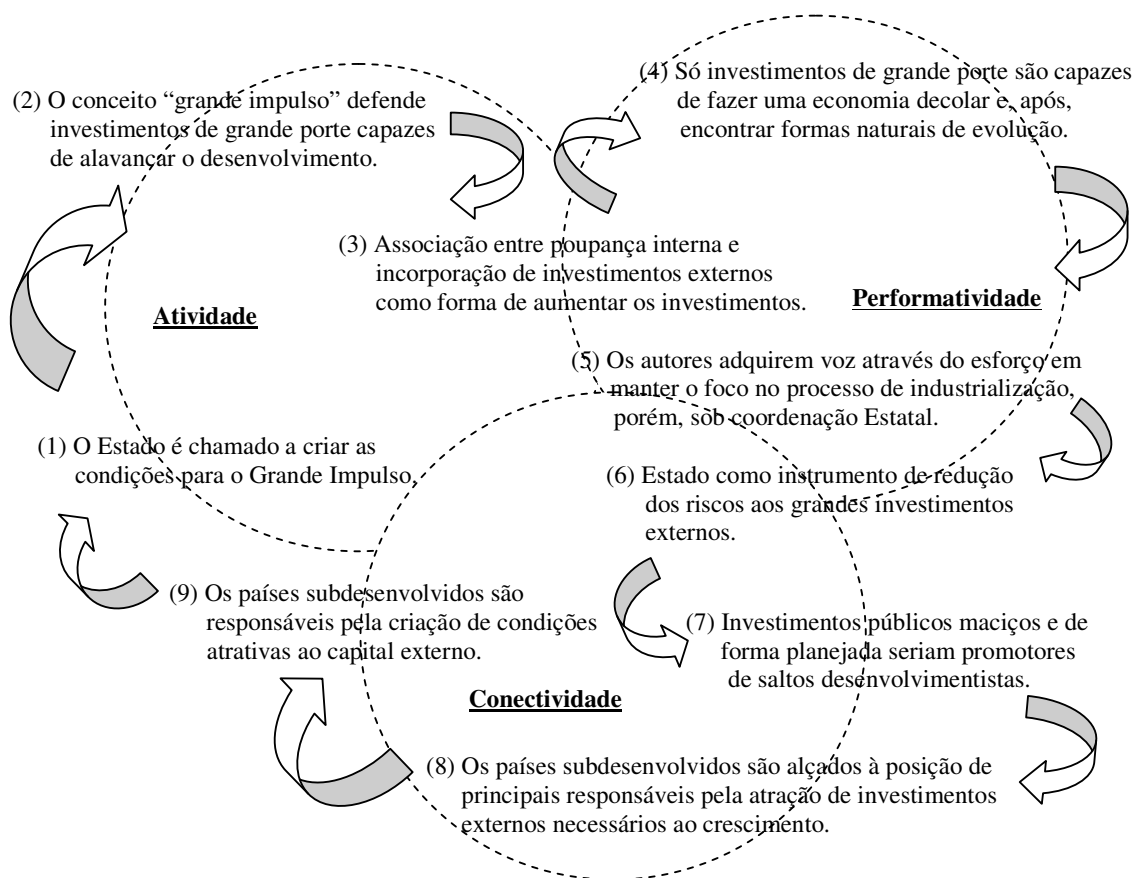 (4) Só investimentos de grande porte são capazes
de fazer uma economia decolar e, após,
encontrar formas naturais de evolução.
(2) O conceito “grande impulso” defende
investimentos de grande porte capazes
de alavancar o desenvolvimento.
(3) Associação entre poupança interna e
incorporação de investimentos externos
como forma de aumentar os investimentos.
Performatividade
Atividade
(5) Os autores adquirem voz através do esforço em
manter o foco no processo de industrialização,
porém, sob coordenação Estatal.
(1) O Estado é chamado a criar as
condições para o Grande Impulso.
(6) Estado como instrumento de redução
dos riscos aos grandes investimentos
externos.
(9) Os países subdesenvolvidos são
responsáveis pela criação de condições
atrativas ao capital externo.
(7) Investimentos públicos maciços e de
forma planejada seriam promotores
de saltos desenvolvimentistas.
Conectividade
(8) Os países subdesenvolvidos são alçados à posição de
principais responsáveis pela atração de investimentos
externos necessários ao crescimento.